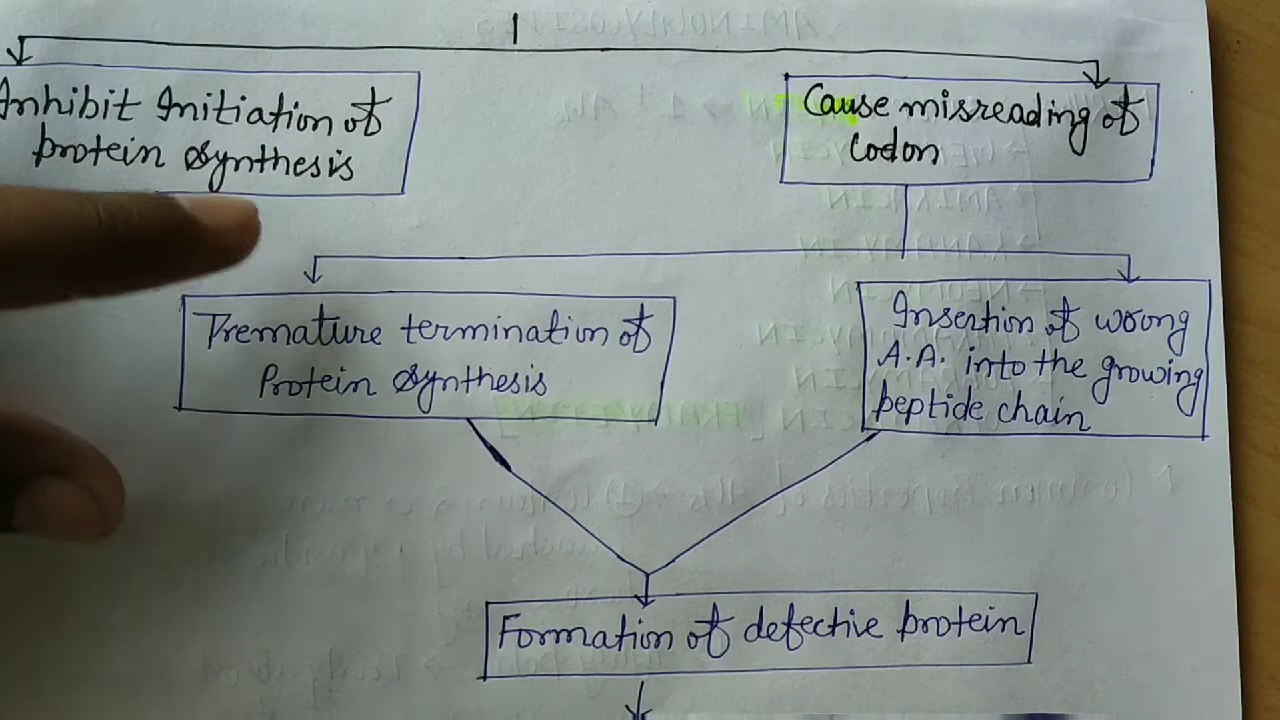 Inhibit Initiation of
protein synthesis
Cause misreading of
Codon
Premature termination of
Protein synthesis
Insertion of wrong
A.A. into the growing
peptide chain
Formation of defective protein